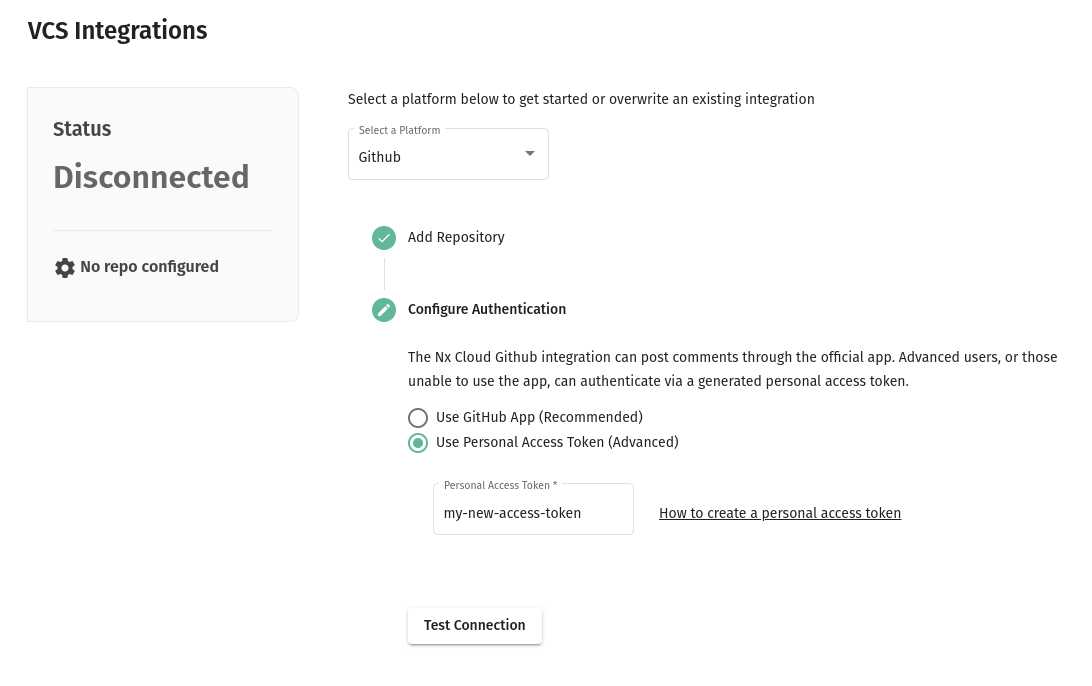 VCS Integrations
Status
Disconnected
No repo configured
Select a platform below to get started or overwrite an existing integration
Select a Platform
Github
Add Repository
Configure Authentication
The Nx Cloud Github integration can post comments through the official app. Advanced users, or those
unable to use the app, can authenticate via a generated personal access token.
Use GitHub App (Recommended)
Use Personal Access Token (Advanced)
Personal Access Token *
my-new-access-token
How to create a personal access token
Test Connection